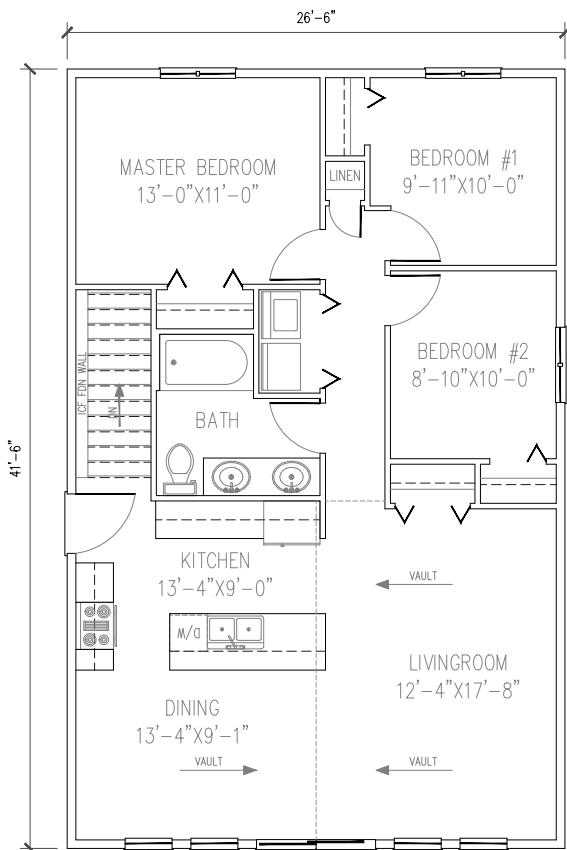 26'-6"
MASTER BEDROOM
13'-0"X11'-0"
BEDROOM #1
9'-11"X10'-0"
LINEN
BEDROOM #2
8'-10"X10'-0"
ICF FDN WALL
DN
BATH
41'-6"
KITCHEN
13'-4"X9'-0"
VAULT
D/W
LIVINGROOM
12'-4"X17'-8"
DINING
13'-4"X9'-1"
VAULT
VAULT